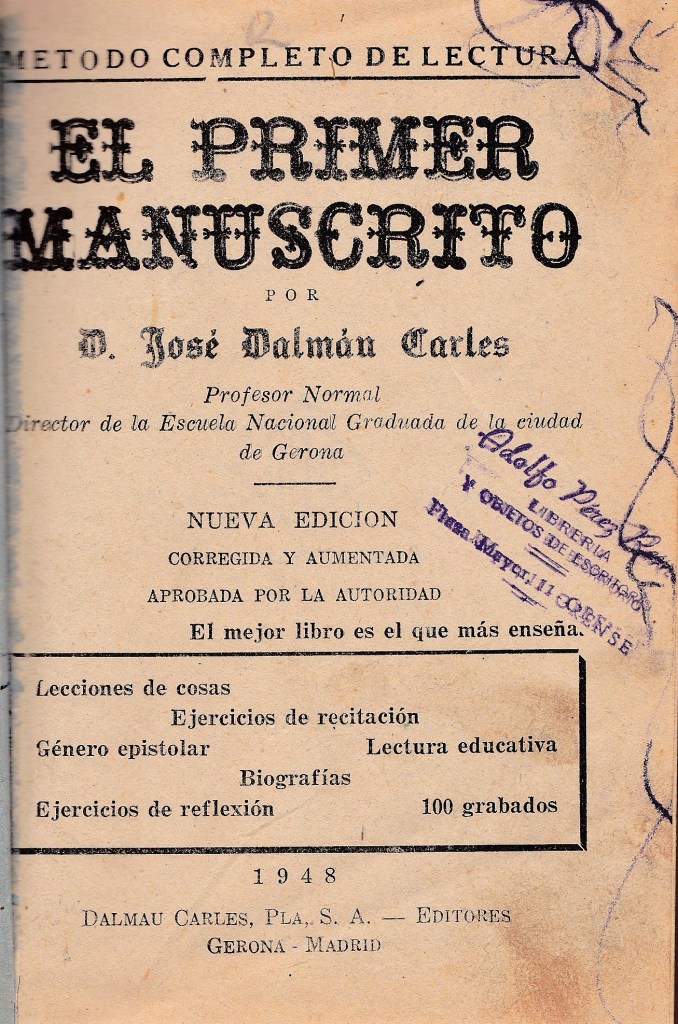 METODO COMPLETO DE LECTURA
EL PRIMER
MANUSCRITO
POR
D. José Dalmáu Carles
Profesor Normal
Director de la Escuela Nacional Graduada de la ciudad
de Gerona
NUEVA EDICION
CORREGIDA Y AUMENTADA
APROBADA POR LA AUTORIDAD
El mejor libro es el que más enseña.
Adolfo Pérez
LIBRERIA
Y OBJETOS DE ESCRITORIO
Plaza Mayor, 11 ORENSE
Lecciones de cosas
Ejercicios de recitación
Género epistolar Lectura educativa
Biografías
Ejercicios de reflexión 100 grabados
1948
DALMAU CARLES, PLA, S. A. — EDITORES
GERONA - MADRID